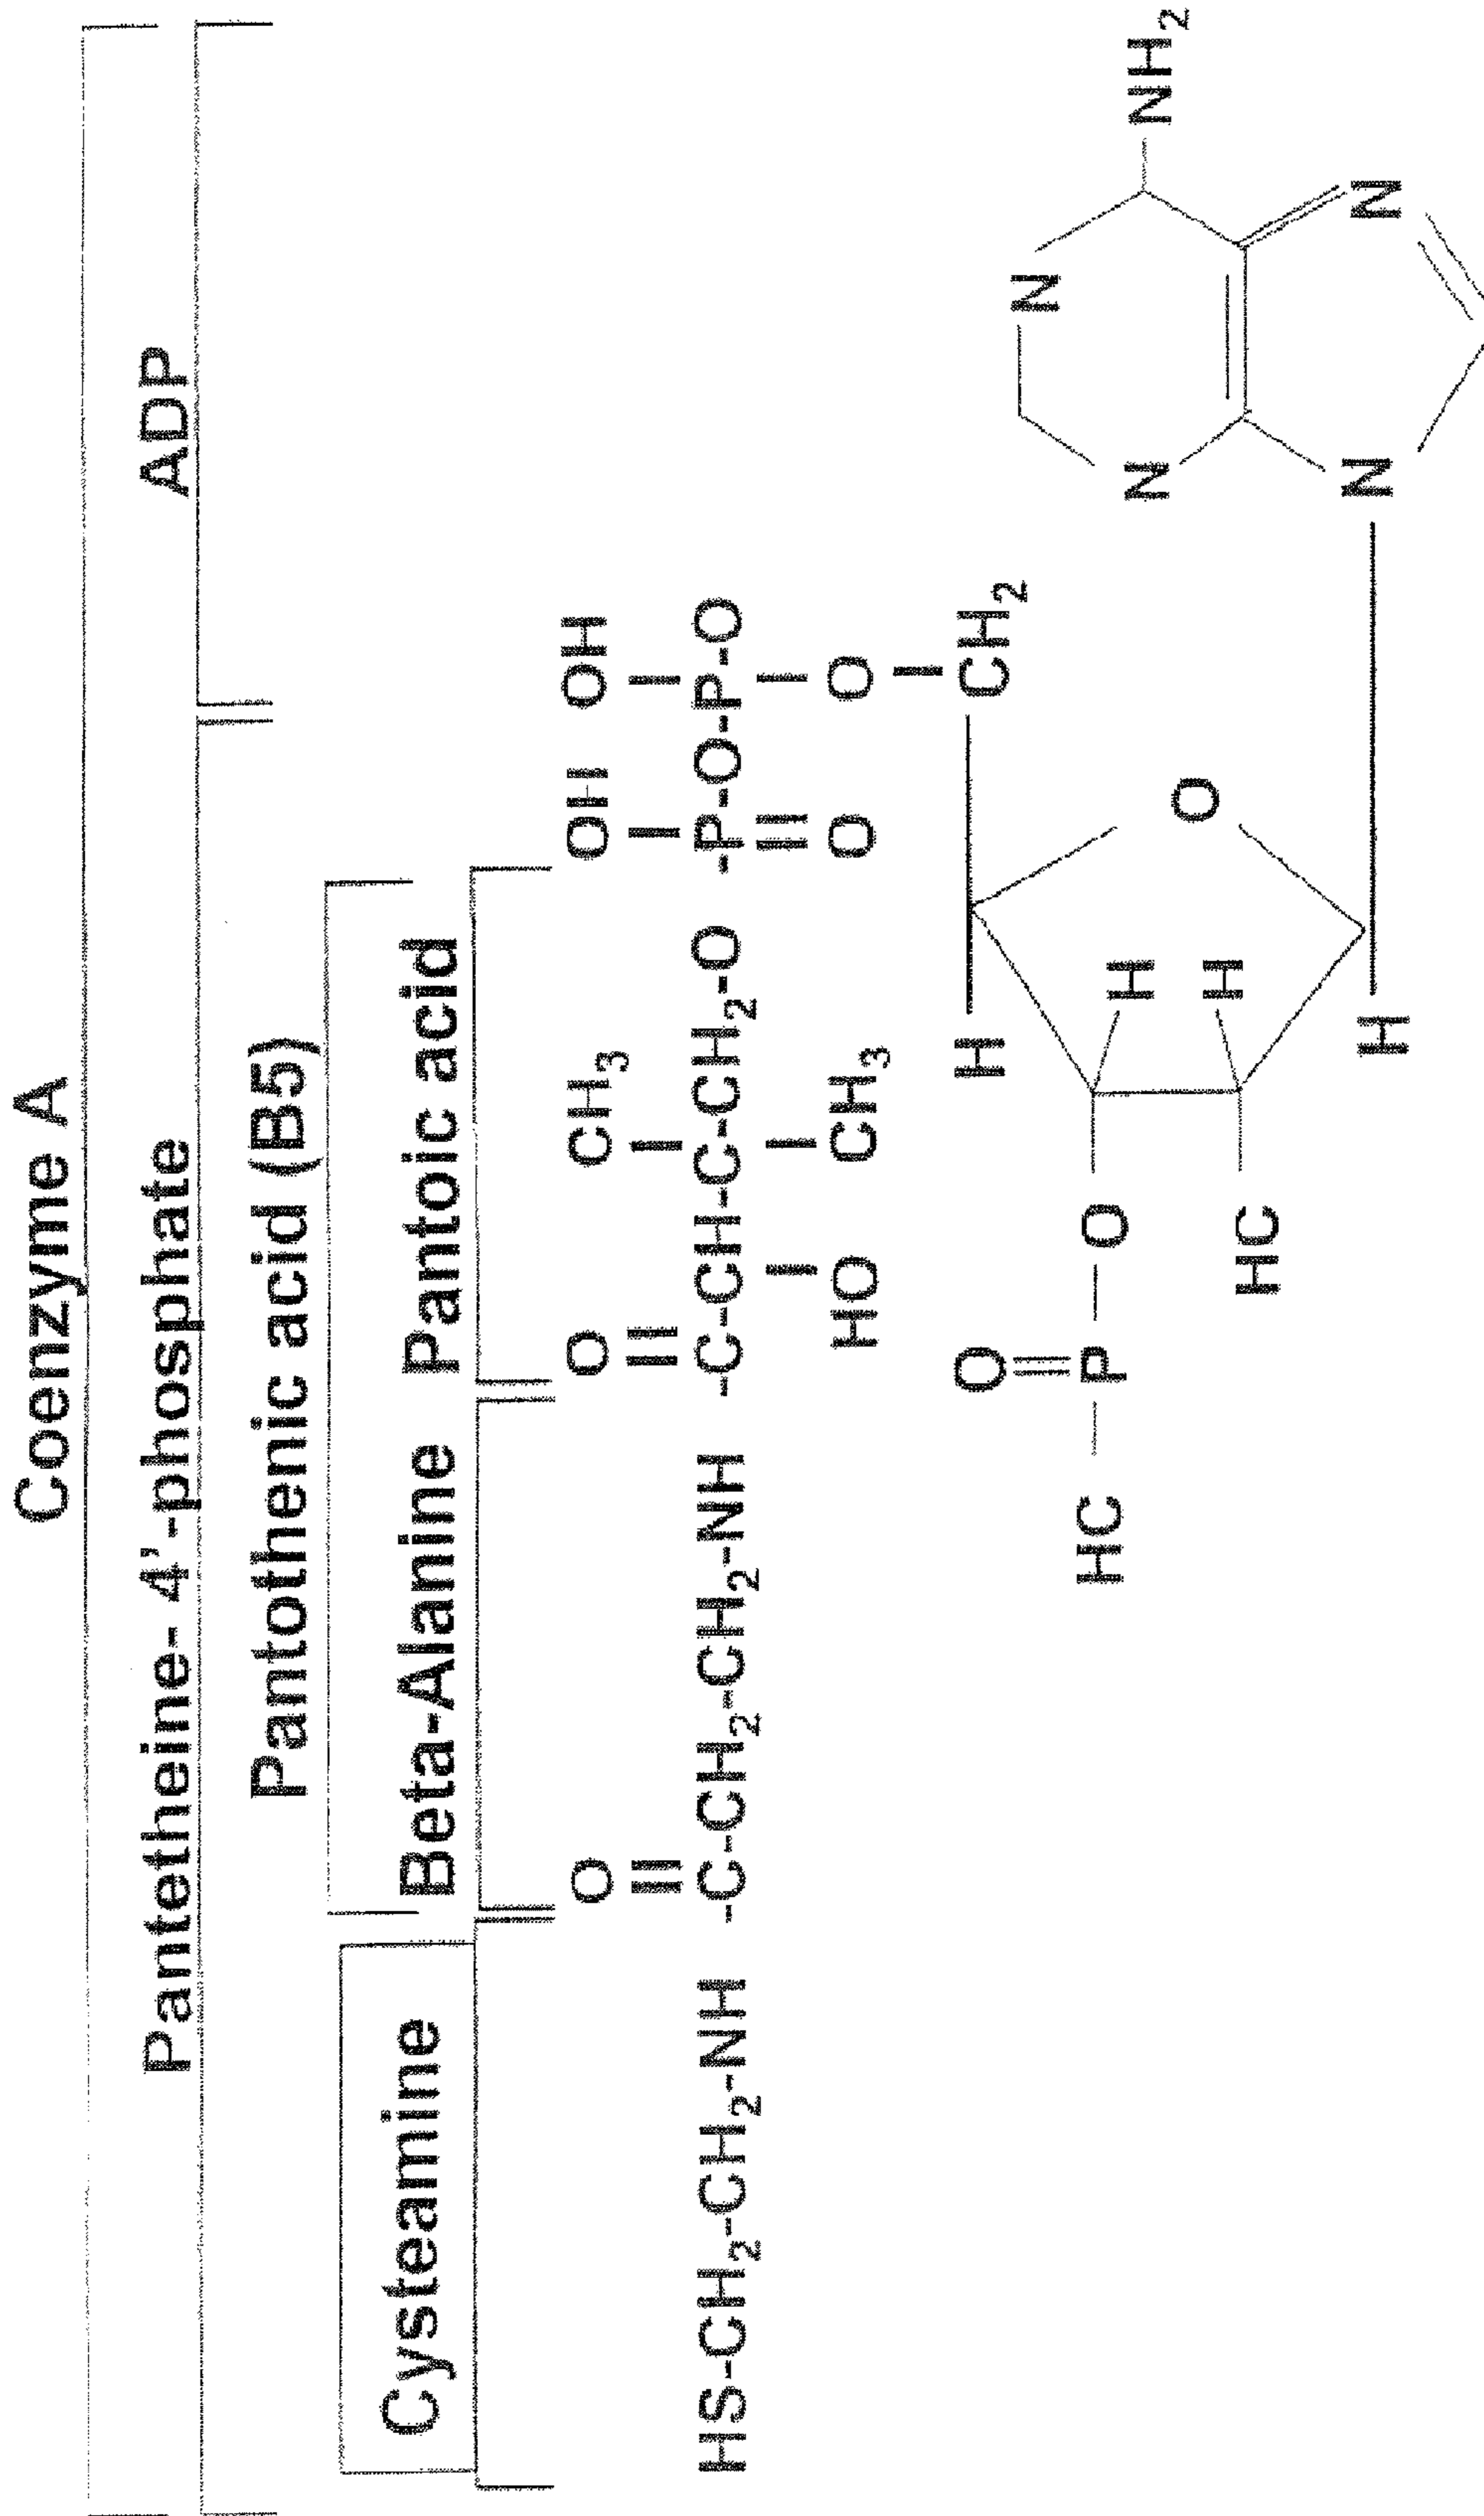 Coenzyme A
Pantetheine- 4'-phosphate ADP
Pantothenic acid (B5)
Cysteamine Beta-Alanine Pantoic acid
O O CH3 OH OH
HS-CH2-CH2-NH -C-CH2-CH2-NH -C-CH-C-CH2-O -P-O-P-O
HO CH3 O O
O H CH2
HC P O H H O N N NH2
HC H N N